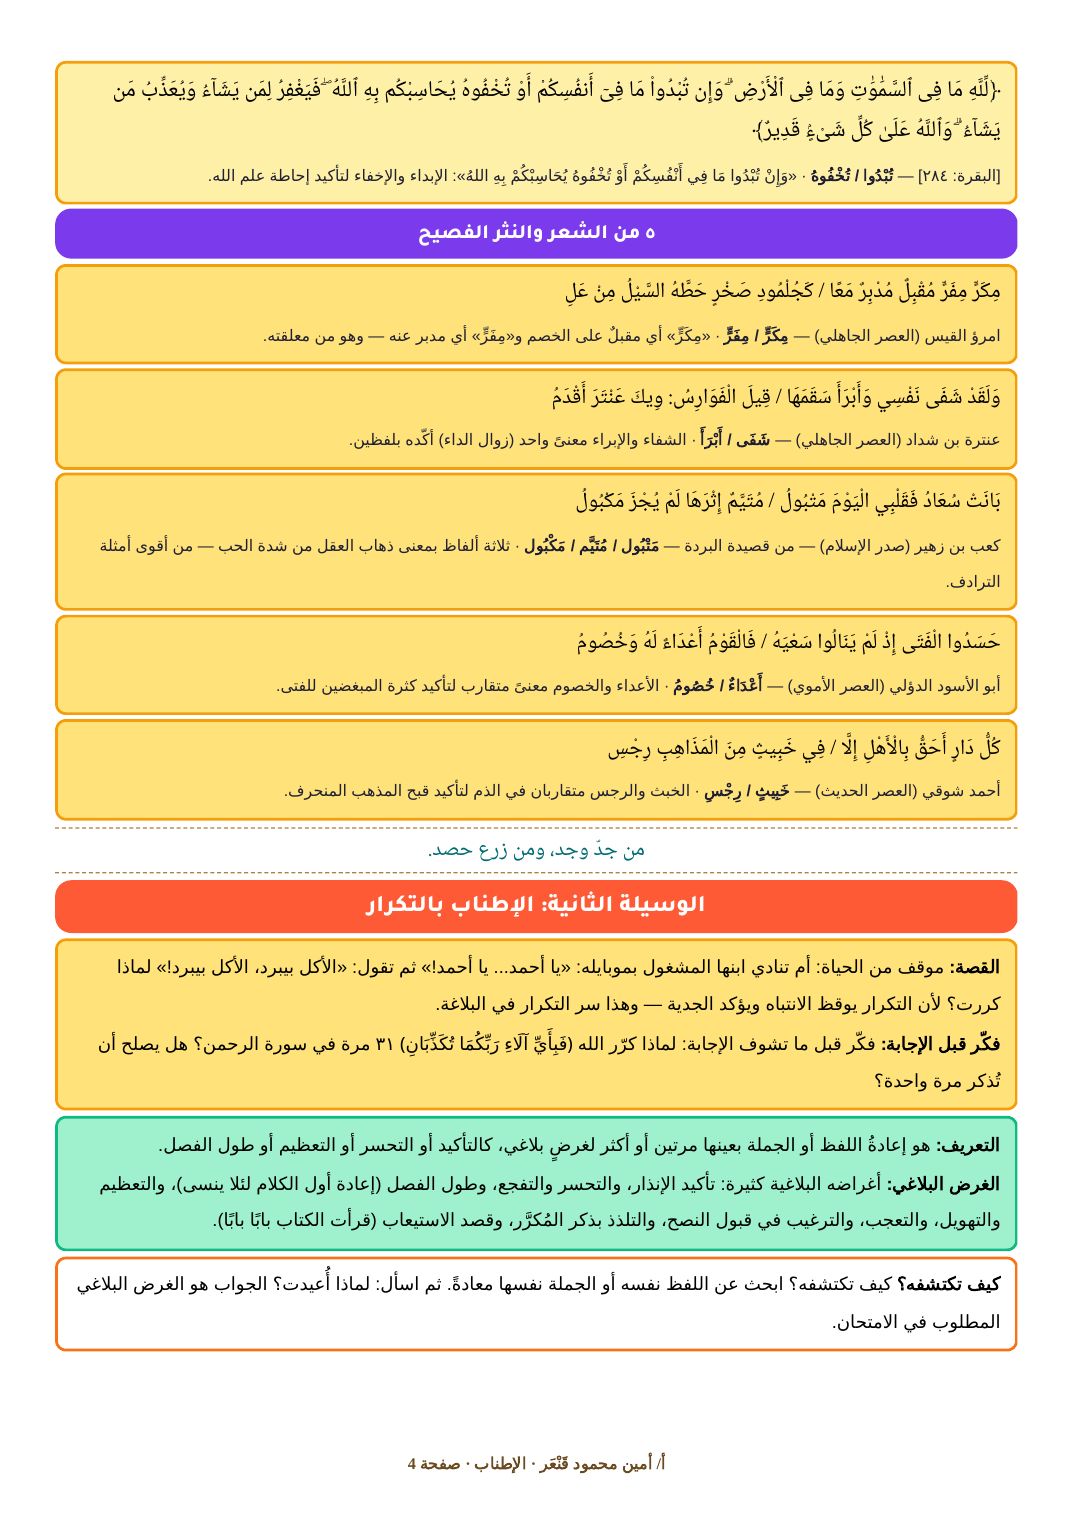 ﴿لِّلَّهِ مَا فِى ٱلسَّمَٰوَٰتِ وَمَا فِى ٱلْأَرْضِ ۗ وَإِن تُبْدُوا۟ مَا فِىٓ أَنفُسِكُمْ أَوْ تُخْفُوهُ يُحَاسِبْكُم بِهِ ٱللَّهُ ۖ فَيَغْفِرُ لِمَن يَشَآءُ وَيُعَذِّبُ مَن
يَشَآءُ ۗ وَٱللَّهُ عَلَىٰ كُلِّ شَىْءٍۢ قَدِيرٌ﴾
[البقرة: ٢٨٤] — تُبْدُوا / تُخْفُوهُ · «وَإِنْ تُبْدُوا مَا فِي أَنْفُسِكُمْ أَوْ تُخْفُوهُ يُحَاسِبْكُمْ بِهِ اللهُ»: الإبداء والإخفاء لتأكيد إحاطة علم الله.
٥ من الشعر والنثر الفصيح
مِكَرٍّ مِفَرٍّ مُقْبِلٌ مُدْبِرٌ مَعًا / كَجُلْمُودِ صَخْرٍ حَطَّهُ السَّيْلُ مِنْ عَلِ
امرؤ القيس (العصر الجاهلي) — مِكَرٍّ / مِفَرٍّ · «مِكَرٍّ» أي مقبلٌ على الخصم و«مِفَرٍّ» أي مدبر عنه — وهو من معلقته.
وَلَقَدْ شَفَى نَفْسِي وَأَبْرَأَ سَقَمَهَا / قِيلَ الْفَوَارِسُ: وِيكَ عَنْتَرَ أَقْدَمُ
عنترة بن شداد (العصر الجاهلي) — شَفَى / أَبْرَأَ · الشفاء والإبراء معنىً واحد (زوال الداء) أكّده بلفظين.
بَانَتْ سُعَادُ فَقَلْبِي الْيَوْمَ مَتْبُولُ / مُتَيَّمٌ إِثْرَهَا لَمْ يُجْزَ مَكْبُولُ
كعب بن زهير (صدر الإسلام) — من قصيدة البردة — مَتْبُول / مُتَيَّم / مَكْبُول · ثلاثة ألفاظ بمعنى ذهاب العقل من شدة الحب — من أقوى أمثلة
الترادف.
حَسَدُوا الْفَتَى إِذْ لَمْ يَنَالُوا سَعْيَهُ / فَالْقَوْمُ أَعْدَاءٌ لَهُ وَخُصُومُ
أبو الأسود الدؤلي (العصر الأموي) — أَعْدَاءٌ / خُصُومُ · الأعداء والخصوم معنىً متقارب لتأكيد كثرة المبغضين للفتى.
كُلُّ دَارٍ أَحَقُّ بِالْأَهْلِ إِلَّا / فِي خَبِيثٍ مِنَ الْمَذَاهِبِ رِجْسِ
أحمد شوقي (العصر الحديث) — خَبِيثٍ / رِجْسِ · الخبث والرجس متقاربان في الذم لتأكيد قبح المذهب المنحرف.
من جدّ وجد، ومن زرع حصد.
الوسيلة الثانية: الإطناب بالتكرار
القصة: موقف من الحياة: أم تنادي ابنها المشغول بموبايله: «يا أحمد... يا أحمد!» ثم تقول: «الأكل بيبرد، الأكل بيبرد!» لماذا
كررت؟ لأن التكرار يوقظ الانتباه ويؤكد الجدية — وهذا سر التكرار في البلاغة.
فكّر قبل الإجابة: فكّر قبل ما تشوف الإجابة: لماذا كرّر الله (فَبِأَيِّ آلَاءِ رَبِّكُمَا تُكَذِّبَانِ) ٣١ مرة في سورة الرحمن؟ هل يصلح أن
تُذكر مرة واحدة؟
التعريف: هو إعادةُ اللفظ أو الجملة بعينها مرتين أو أكثر لغرضٍ بلاغي، كالتأكيد أو التحسر أو التعظيم أو طول الفصل.
الغرض البلاغي: أغراضه البلاغية كثيرة: تأكيد الإنذار، والتحسر والتفجع، وطول الفصل (إعادة أول الكلام لئلا ينسى)، والتعظيم
والتهويل، والتعجب، والترغيب في قبول النصح، والتلذذ بذكر المُكرَّر، وقصد الاستيعاب (قرأت الكتاب بابًا بابًا).
كيف تكتشفه؟ كيف تكتشفه؟ ابحث عن اللفظ نفسه أو الجملة نفسها معادةً. ثم اسأل: لماذا أُعيدت؟ الجواب هو الغرض البلاغي
المطلوب في الامتحان.
أ/ أمين محمود قَنْعَر · الإطناب · صفحة 4